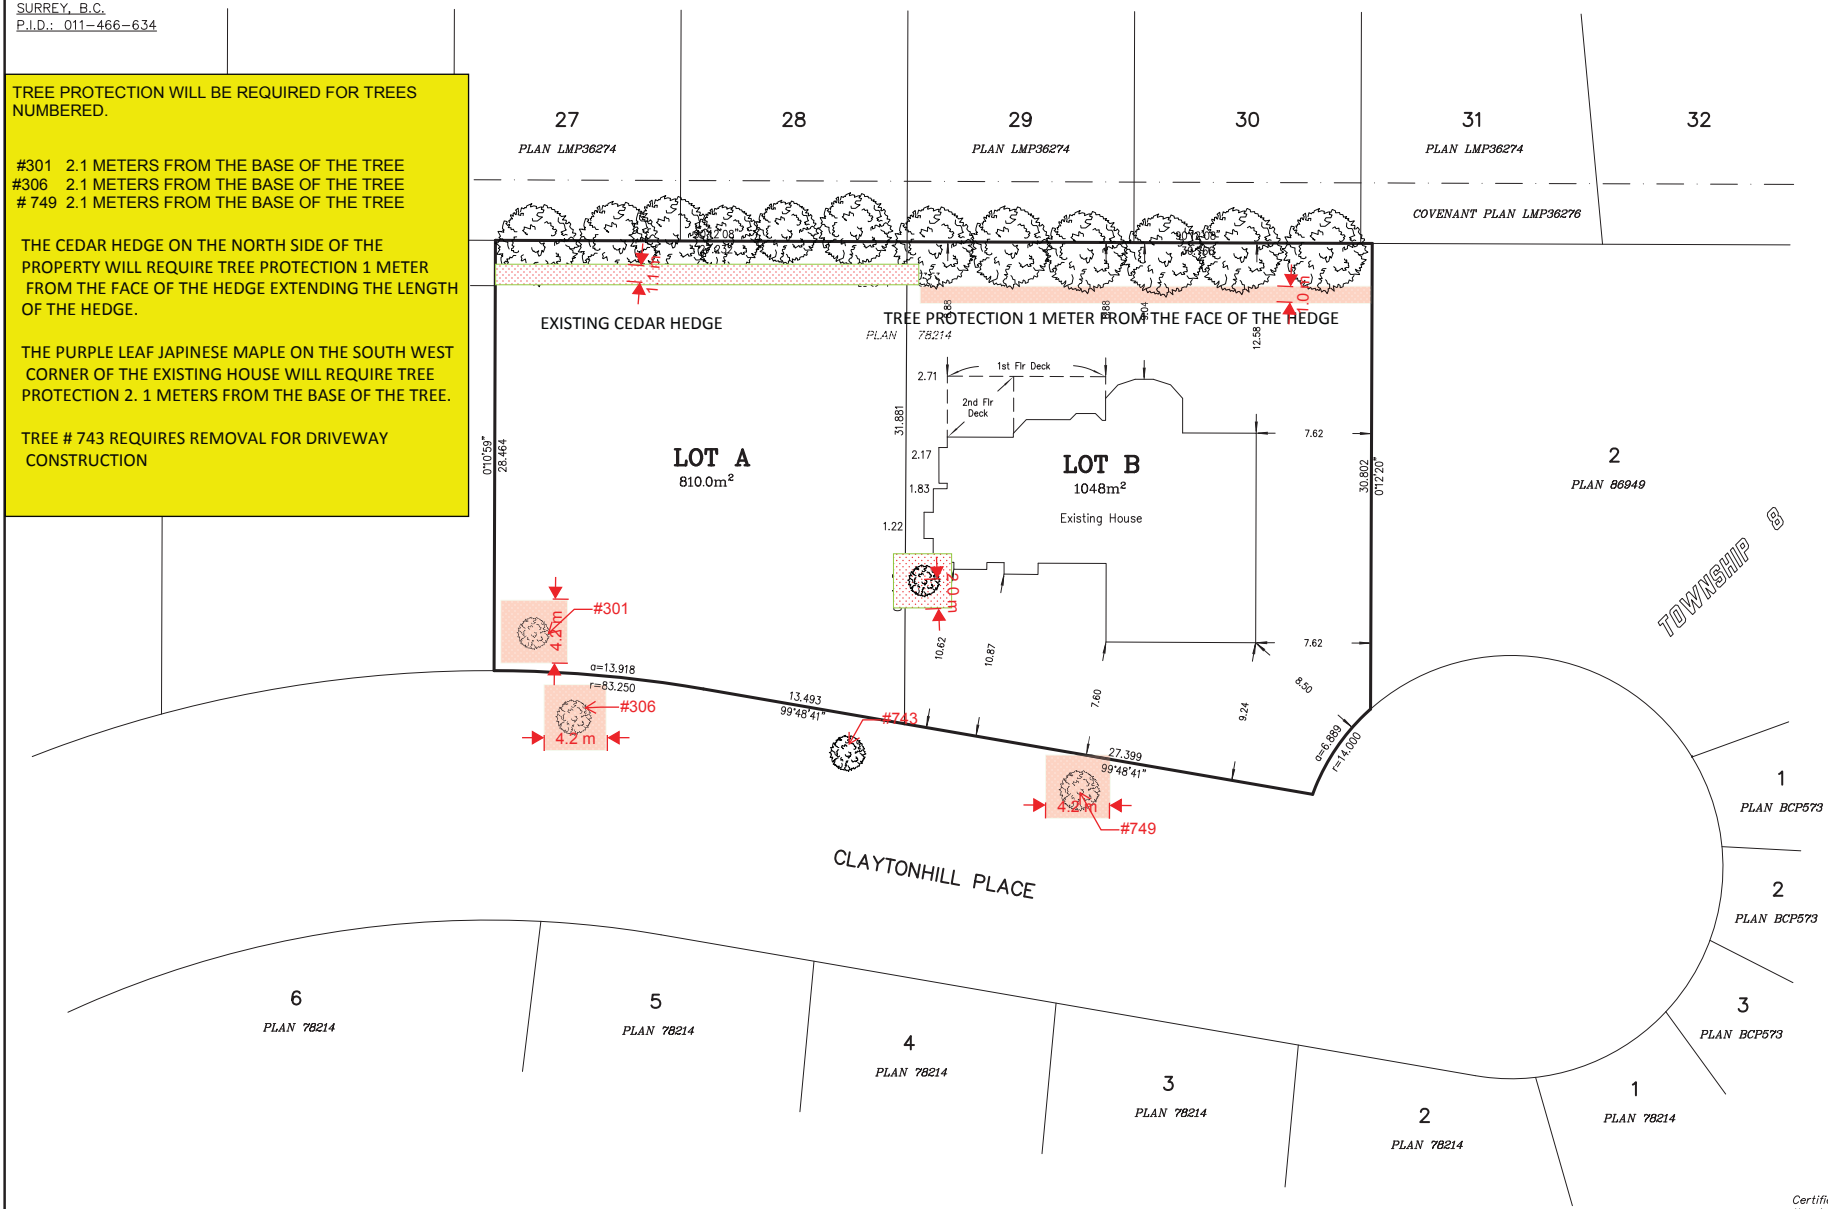 SURREY, B.C.
P.I.D.: 011-466-634
TREE PROTECTION WILL BE REQUIRED FOR TREES
NUMBERED.
#301 2.1 METERS FROM THE BASE OF THE TREE
#306 2.1 METERS FROM THE BASE OF THE TREE
# 749 2.1 METERS FROM THE BASE OF THE TREE
THE CEDAR HEDGE ON THE NORTH SIDE OF THE
PROPERTY WILL REQUIRE TREE PROTECTION 1 METER
FROM THE FACE OF THE HEDGE EXTENDING THE LENGTH
OF THE HEDGE.
THE PURPLE LEAF JAPINESE MAPLE ON THE SOUTH WEST
CORNER OF THE EXISTING HOUSE WILL REQUIRE TREE
PROTECTION 2. 1 METERS FROM THE BASE OF THE TREE.
TREE # 743 REQUIRES REMOVAL FOR DRIVEWAY
CONSTRUCTION
27
PLAN LMP36274
28
29
PLAN LMP36274
30
31
PLAN LMP36274
32
COVENANT PLAN LMP36276
1.1 m
1.0 m
EXISTING CEDAR HEDGE
TREE PROTECTION 1 METER FROM THE FACE OF THE HEDGE
PLAN 78214
9.04
12.58
1st Flr Deck
2.71
2nd Flr
Deck
31.881
7.62
2.17
1.83
1.22
0°10'59"
28.464
LOT A
810.0m²
LOT B
1048m²
Existing House
30.802
0°12'20"
2
PLAN 86949
TOWNSHIP 8
2.0 m
#301
4.2 m
10.62
10.87
7.62
7.60
9.24
8.50
a=13.918
r=83.250
#306
4.2 m
13.493
99°48'41"
#743
27.399
99°48'41"
a=6.889
r=14.000
4.2 m
#749
CLAYTONHILL PLACE
1
PLAN BCP573
2
PLAN BCP573
3
PLAN BCP573
6
PLAN 78214
5
PLAN 78214
4
PLAN 78214
3
PLAN 78214
2
PLAN 78214
1
PLAN 78214